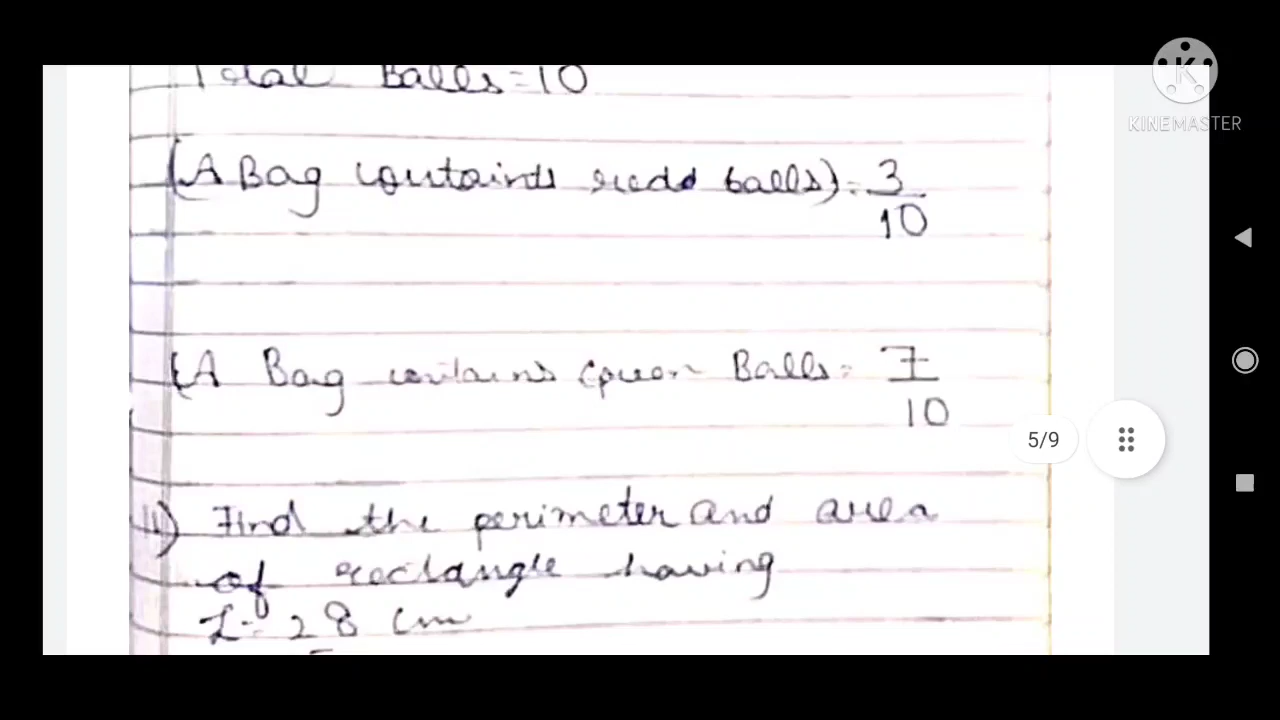 Total Balls = 10
KINEMASTER
(A Bag containts redd balls) = 3/10
(A Bag contains Green Balls = 7/10
5/9
11) Find the perimeter and area
of rectangle having
L = 28 cm